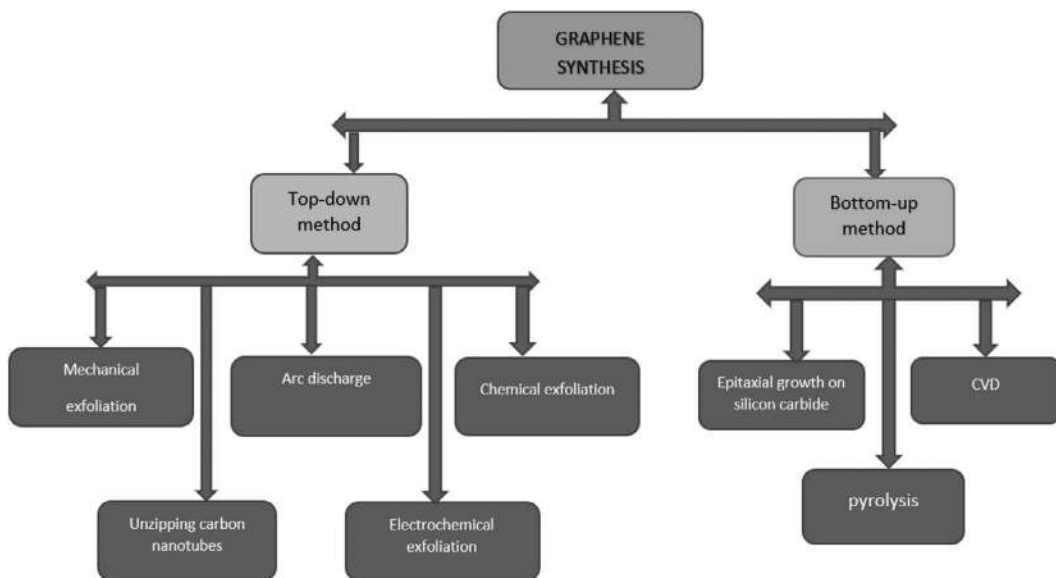 GRAPHENE
SYNTHESIS
Top-down
method
Bottom-up
method
Mechanical
exfoliation
Arc discharge
Chemical exfoliation
Epitaxial growth on
silicon carbide
CVD
Unzipping carbon
nanotubes
Electrochemical
exfoliation
pyrolysis